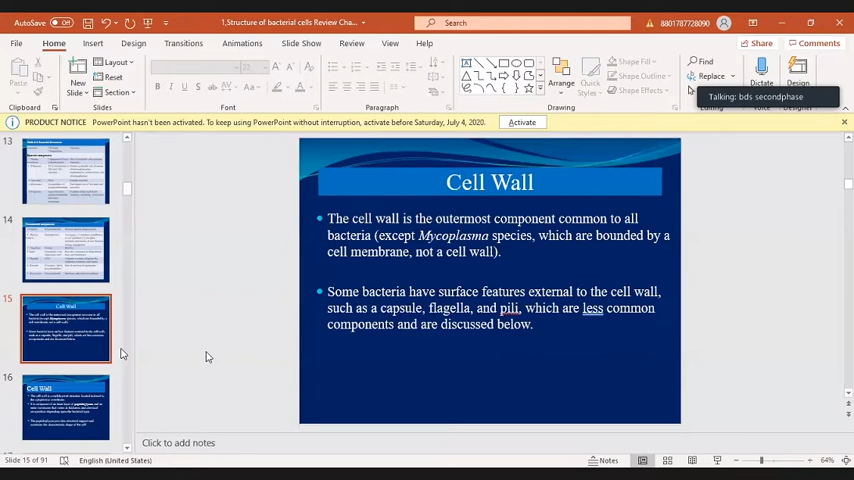 AutoSave Off
1,Structure of bacterial cells Review Cha...
Search
8801787728090
File Home Insert Design Transitions Animations Slide Show Review View Help
Share Comments
Paste
New
Slides
Layout
Reset
Section
22
B I U S
Arrange
Shape Fill
Shape Outline
Shape Effects
Find
Replace
Dictate
Design
Talking: bds secondphase
Clipboard Slides Font Paragraph Drawing
PRODUCT NOTICE PowerPoint hasn't been activated. To keep using PowerPoint without interruption, activate before Saturday, July 4, 2020. Activate
13
14
15
Cell Wall
16
Cell Wall
Cell Wall
The cell wall is the outermost component common to all
bacteria (except Mycoplasma species, which are bounded by a
cell membrane, not a cell wall).
Some bacteria have surface features external to the cell wall,
such as a capsule, flagella, and pili, which are less common
components and are discussed below.
Click to add notes
Slide 15 of 91 English (United States) Notes 64%